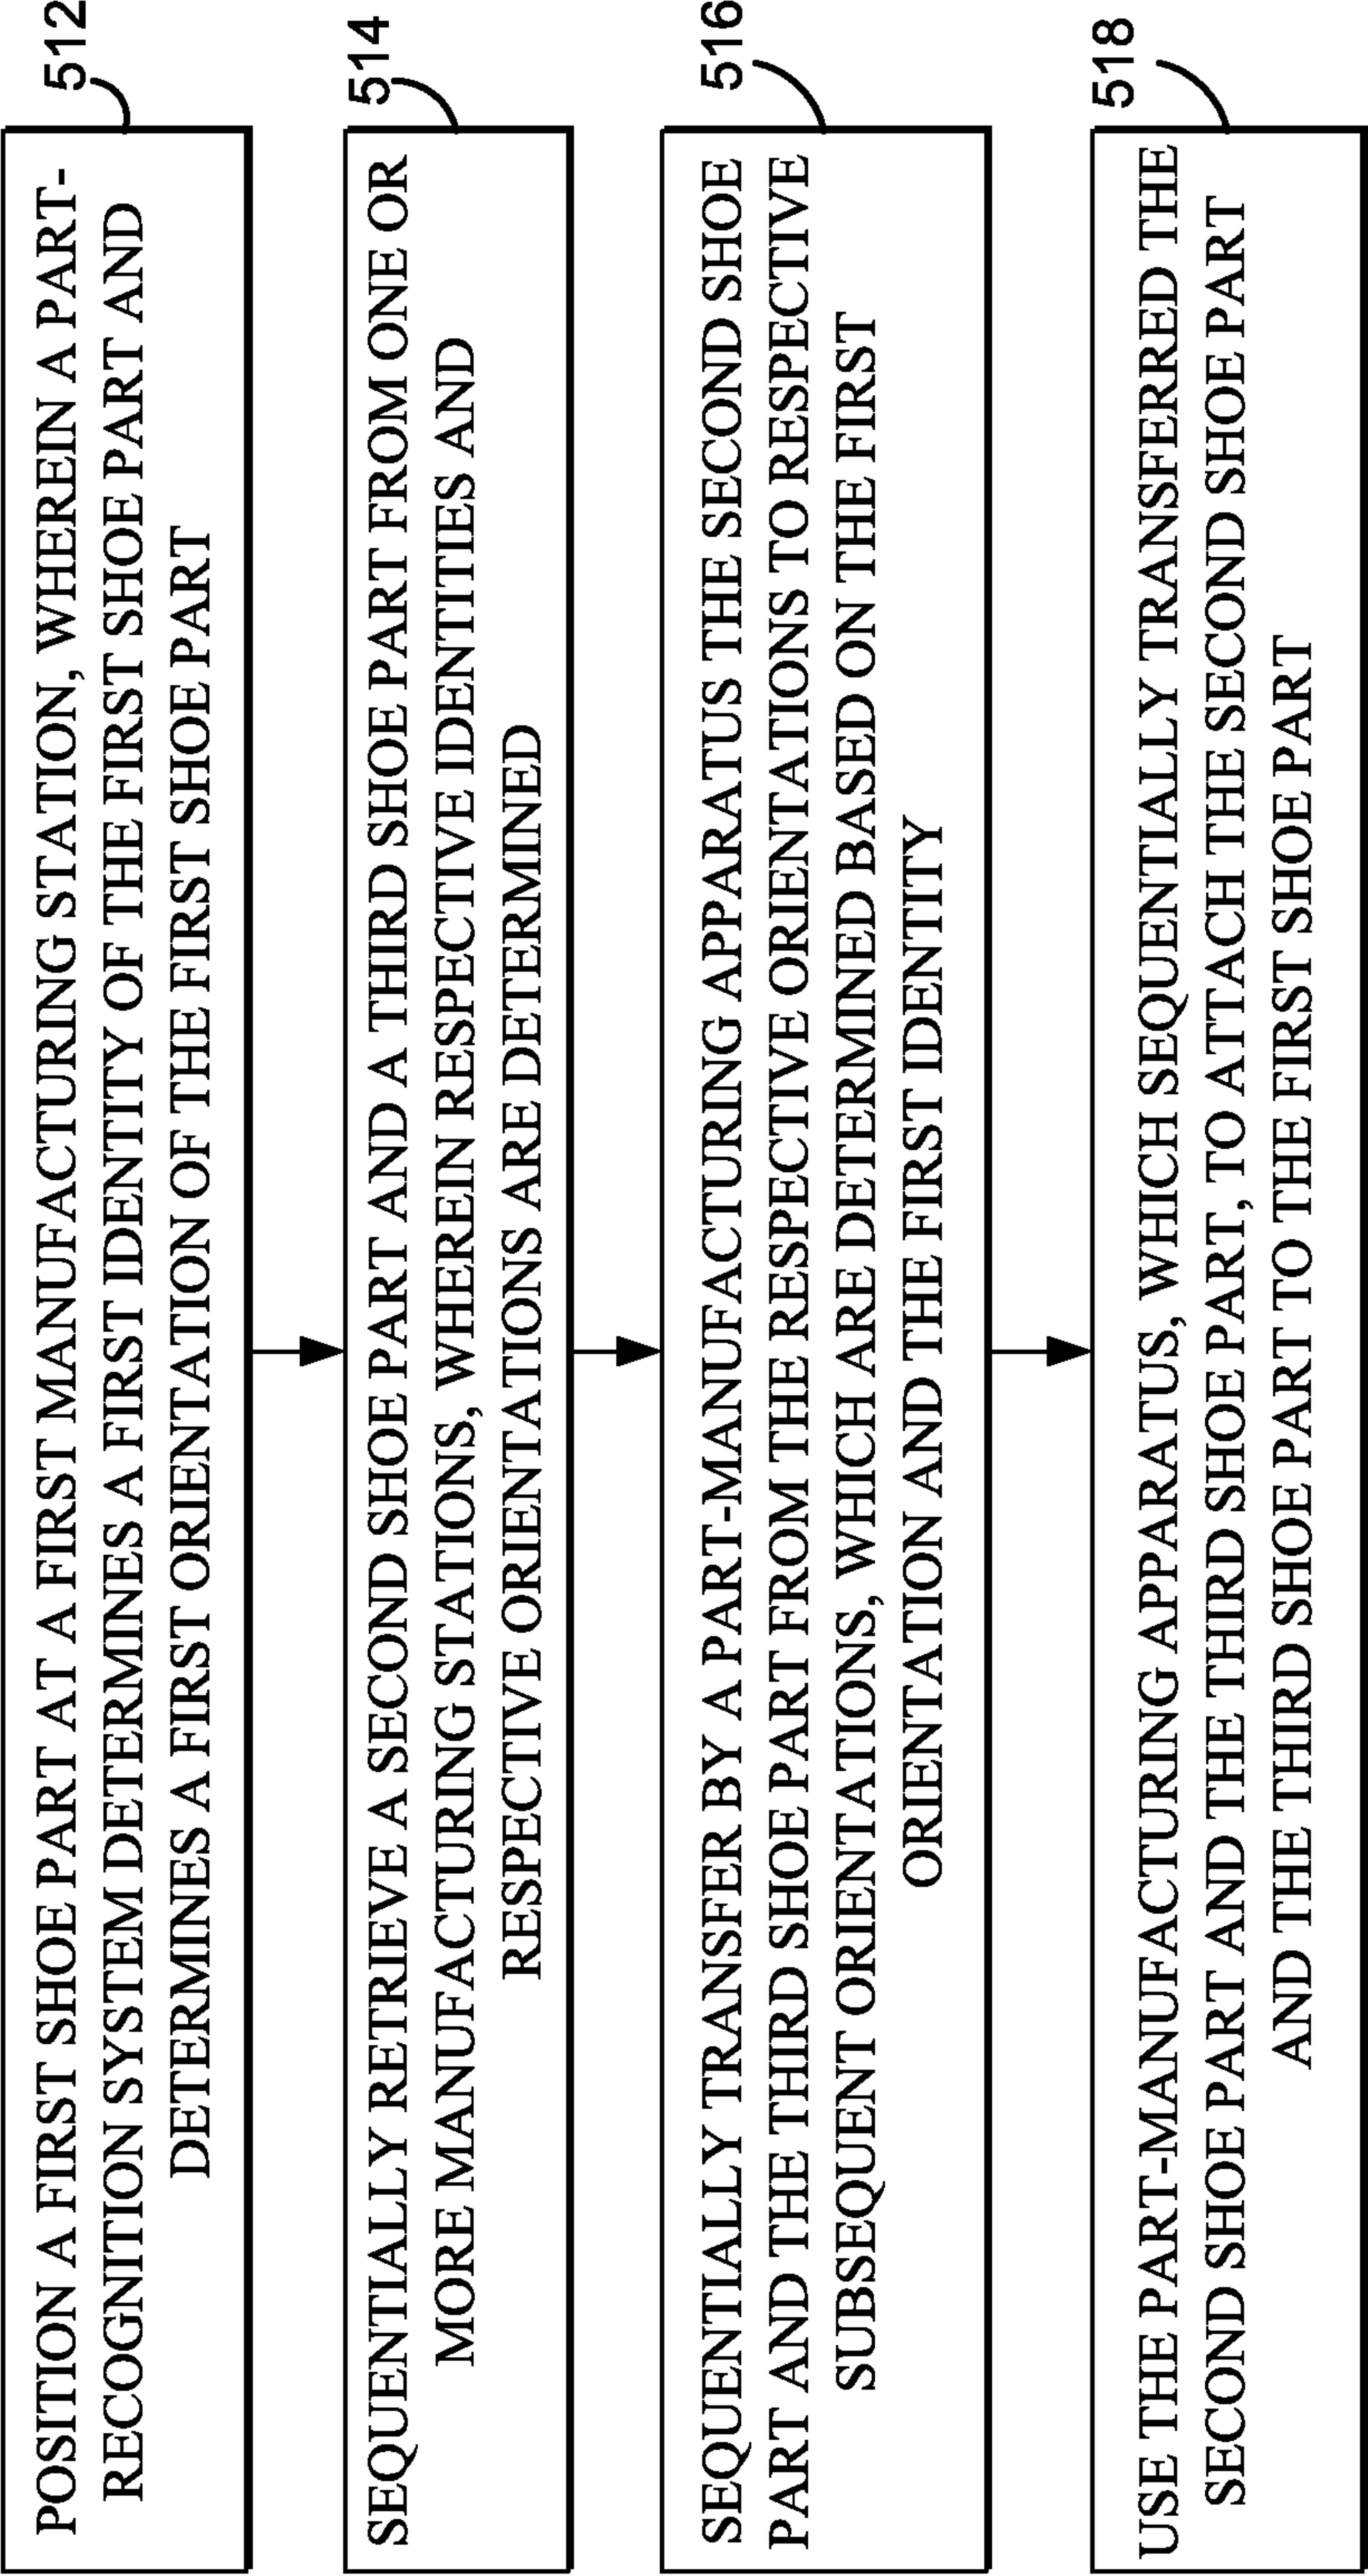 512
POSITION A FIRST SHOE PART AT A FIRST MANUFACTURING STATION, WHEREIN A PART-
RECOGNITION SYSTEM DETERMINES A FIRST IDENTITY OF THE FIRST SHOE PART AND
DETERMINES A FIRST ORIENTATION OF THE FIRST SHOE PART
514
SEQUENTIALLY RETRIEVE A SECOND SHOE PART AND A THIRD SHOE PART FROM ONE OR
MORE MANUFACTURING STATIONS, WHEREIN RESPECTIVE IDENTITIES AND
RESPECTIVE ORIENTATIONS ARE DETERMINED
516
SEQUENTIALLY TRANSFER BY A PART-MANUFACTURING APPARATUS THE SECOND SHOE
PART AND THE THIRD SHOE PART FROM THE RESPECTIVE ORIENTATIONS TO RESPECTIVE
SUBSEQUENT ORIENTATIONS, WHICH ARE DETERMINED BASED ON THE FIRST
ORIENTATION AND THE FIRST IDENTITY
518
USE THE PART-MANUFACTURING APPARATUS, WHICH SEQUENTIALLY TRANSFERRED THE
SECOND SHOE PART AND THE THIRD SHOE PART, TO ATTACH THE SECOND SHOE PART
AND THE THIRD SHOE PART TO THE FIRST SHOE PART